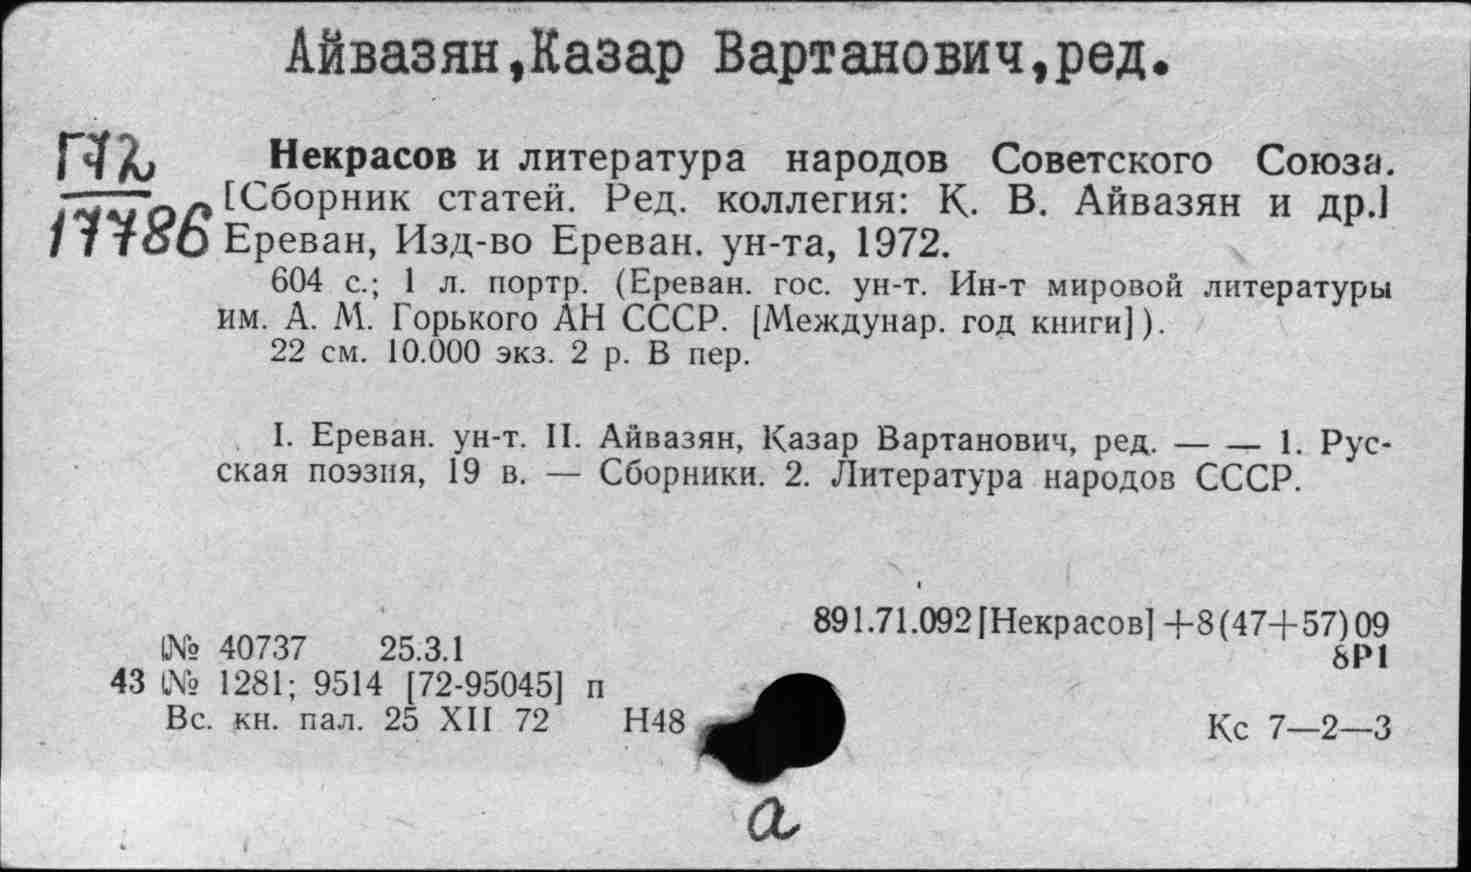 Айвазян,Казар Вартанович,ред.
П72
17786
Некрасов и литература народов Советского Союза.
[Сборник статей. Ред. коллегия: К. В. Айвазян и др.]
Ереван, Изд-во Ереван. ун-та, 1972.
604 с.; 1 л. портр. (Ереван. гос. ун-т. Ин-т мировой литературы
им. А. М. Горького АН СССР. [Междунар. год книги]).
22 см. 10.000 экз. 2 р. В пер.
I. Ереван. ун-т. II. Айвазян, Казар Вартанович, ред. — — 1. Рус-
ская поэзия, 19 в. — Сборники. 2. Литература народов СССР.
891.71.092[Некрасов]+8(47+57)09
8Р1
№ 40737 25.3.1
43 № 1281; 9514 [72-95045] п
Вс. кн. пал. 25 XII 72 Н48
Кс 7—2—3
а